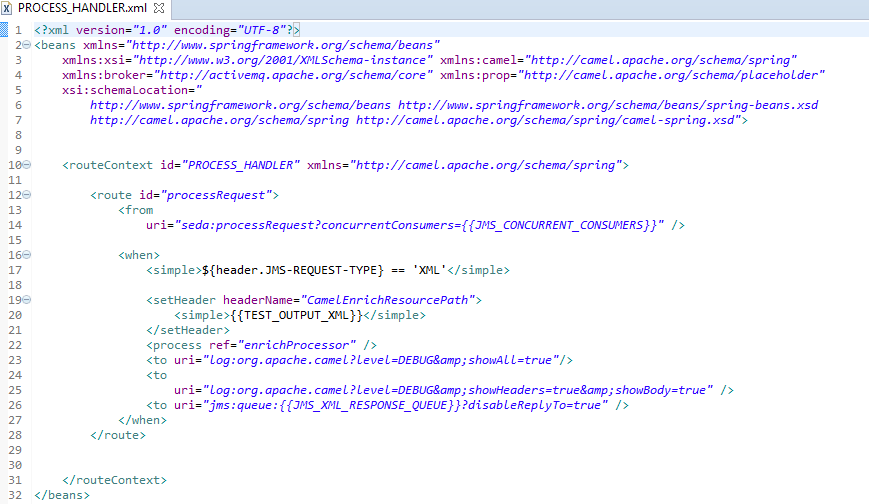 PROCESS_HANDLER.xml
1 <?xml version="1.0" encoding="UTF-8"?>
2 <beans xmlns="http://www.springframework.org/schema/beans"
3     xmlns:xsi="http://www.w3.org/2001/XMLSchema-instance" xmlns:camel="http://camel.apache.org/schema/spring"
4     xmlns:broker="http://activemq.apache.org/schema/core" xmlns:prop="http://camel.apache.org/schema/placeholder"
5     xsi:schemaLocation="
6         http://www.springframework.org/schema/beans http://www.springframework.org/schema/beans/spring-beans.xsd
7         http://camel.apache.org/schema/spring http://camel.apache.org/schema/spring/camel-spring.xsd">
8
9
10     <routeContext id="PROCESS_HANDLER" xmlns="http://camel.apache.org/schema/spring">
11
12         <route id="processRequest">
13             <from
14                 uri="seda:processRequest?concurrentConsumers={{JMS_CONCURRENT_CONSUMERS}}" />
15
16             <when>
17                 <simple>${header.JMS-REQUEST-TYPE} == 'XML'</simple>
18
19                 <setHeader headerName="CamelEnrichResourcePath">
20                     <simple>{{TEST_OUTPUT_XML}}</simple>
21                 </setHeader>
22                 <process ref="enrichProcessor" />
23                 <to uri="log:org.apache.camel?level=DEBUG&amp;showAll=true"/>
24                 <to
25                     uri="log:org.apache.camel?level=DEBUG&amp;showHeaders=true&amp;showBody=true" />
26                 <to uri="jms:queue:{{JMS_XML_RESPONSE_QUEUE}}?disableReplyTo=true" />
27             </when>
28         </route>
29
30
31     </routeContext>
32 </beans>